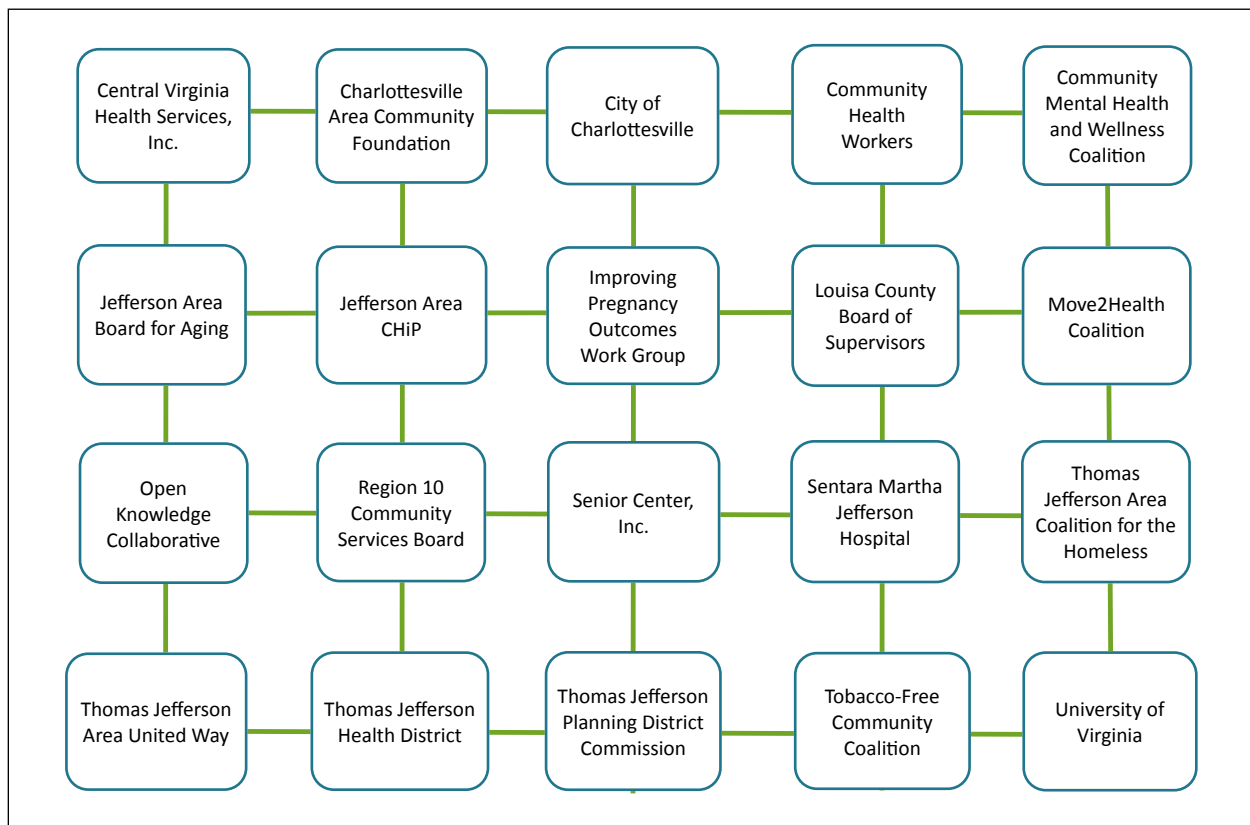 Central Virginia
Health Services,
Inc.
Charlottesville
Area Community
Foundation
City of
Charlottesville
Community
Health
Workers
Community
Mental Health
and Wellness
Coalition
Jefferson Area
Board for Aging
Jefferson Area
CHiP
Improving
Pregnancy
Outcomes
Work Group
Louisa County
Board of
Supervisors
Move2Health
Coalition
Open
Knowledge
Collaborative
Region 10
Community
Services Board
Senior Center,
Inc.
Sentara Martha
Jefferson
Hospital
Thomas
Jefferson Area
Coalition for the
Homeless
Thomas Jefferson
Area United Way
Thomas Jefferson
Health District
Thomas Jefferson
Planning District
Commission
Tobacco-Free
Community
Coalition
University of
Virginia